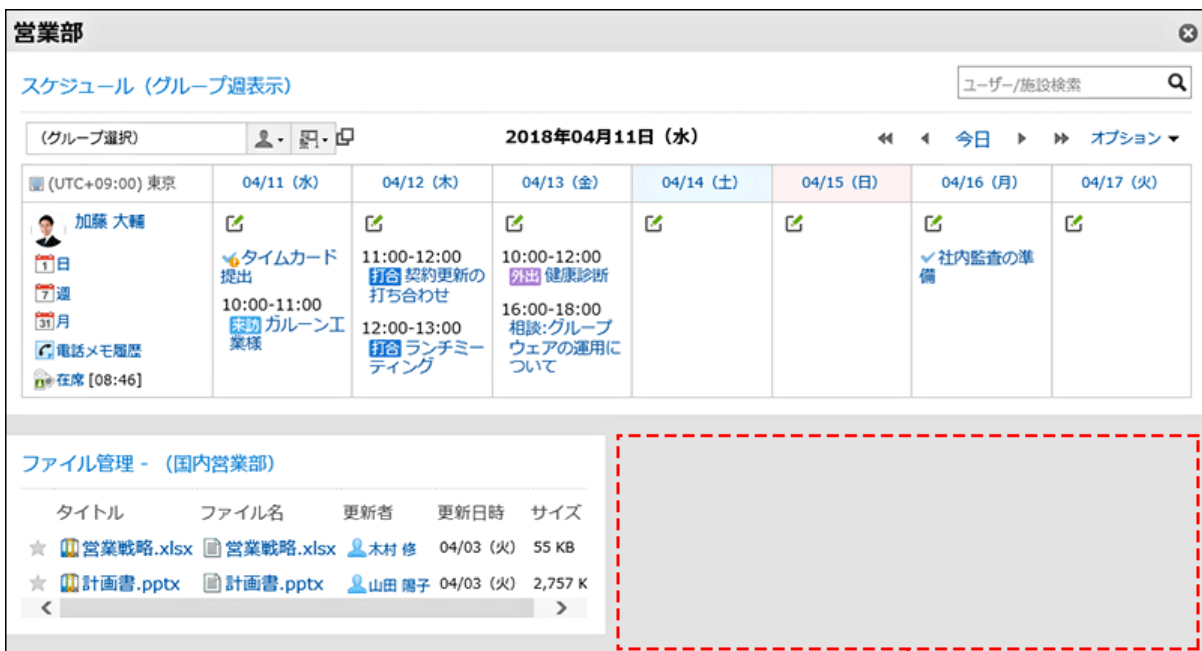 営業部
スケジュール（グループ週表示）
ユーザー/施設検索
（グループ選択）
2018年04月11日（水）
今日
オプション
(UTC+09:00) 東京
04/11（水）
04/12（木）
04/13（金）
04/14（土）
04/15（日）
04/16（月）
04/17（火）
加藤 大輔
1 日
7 週
31 月
電話メモ履歴
在席 [08:46]
タイムカード
提出
10:00-11:00
来訪 ガルーン工
業様
11:00-12:00
打合 契約更新の
打ち合わせ
12:00-13:00
打合 ランチミー
ティング
10:00-12:00
外出 健康診断
16:00-18:00
相談:グループ
ウェアの運用に
ついて
社内監査の準
備
ファイル管理 - （国内営業部）
タイトル ファイル名 更新者 更新日時 サイズ
営業戦略.xlsx 営業戦略.xlsx 木村 修 04/03（火） 55 KB
計画書.pptx 計画書.pptx 山田 陽子 04/03（火） 2,757 K